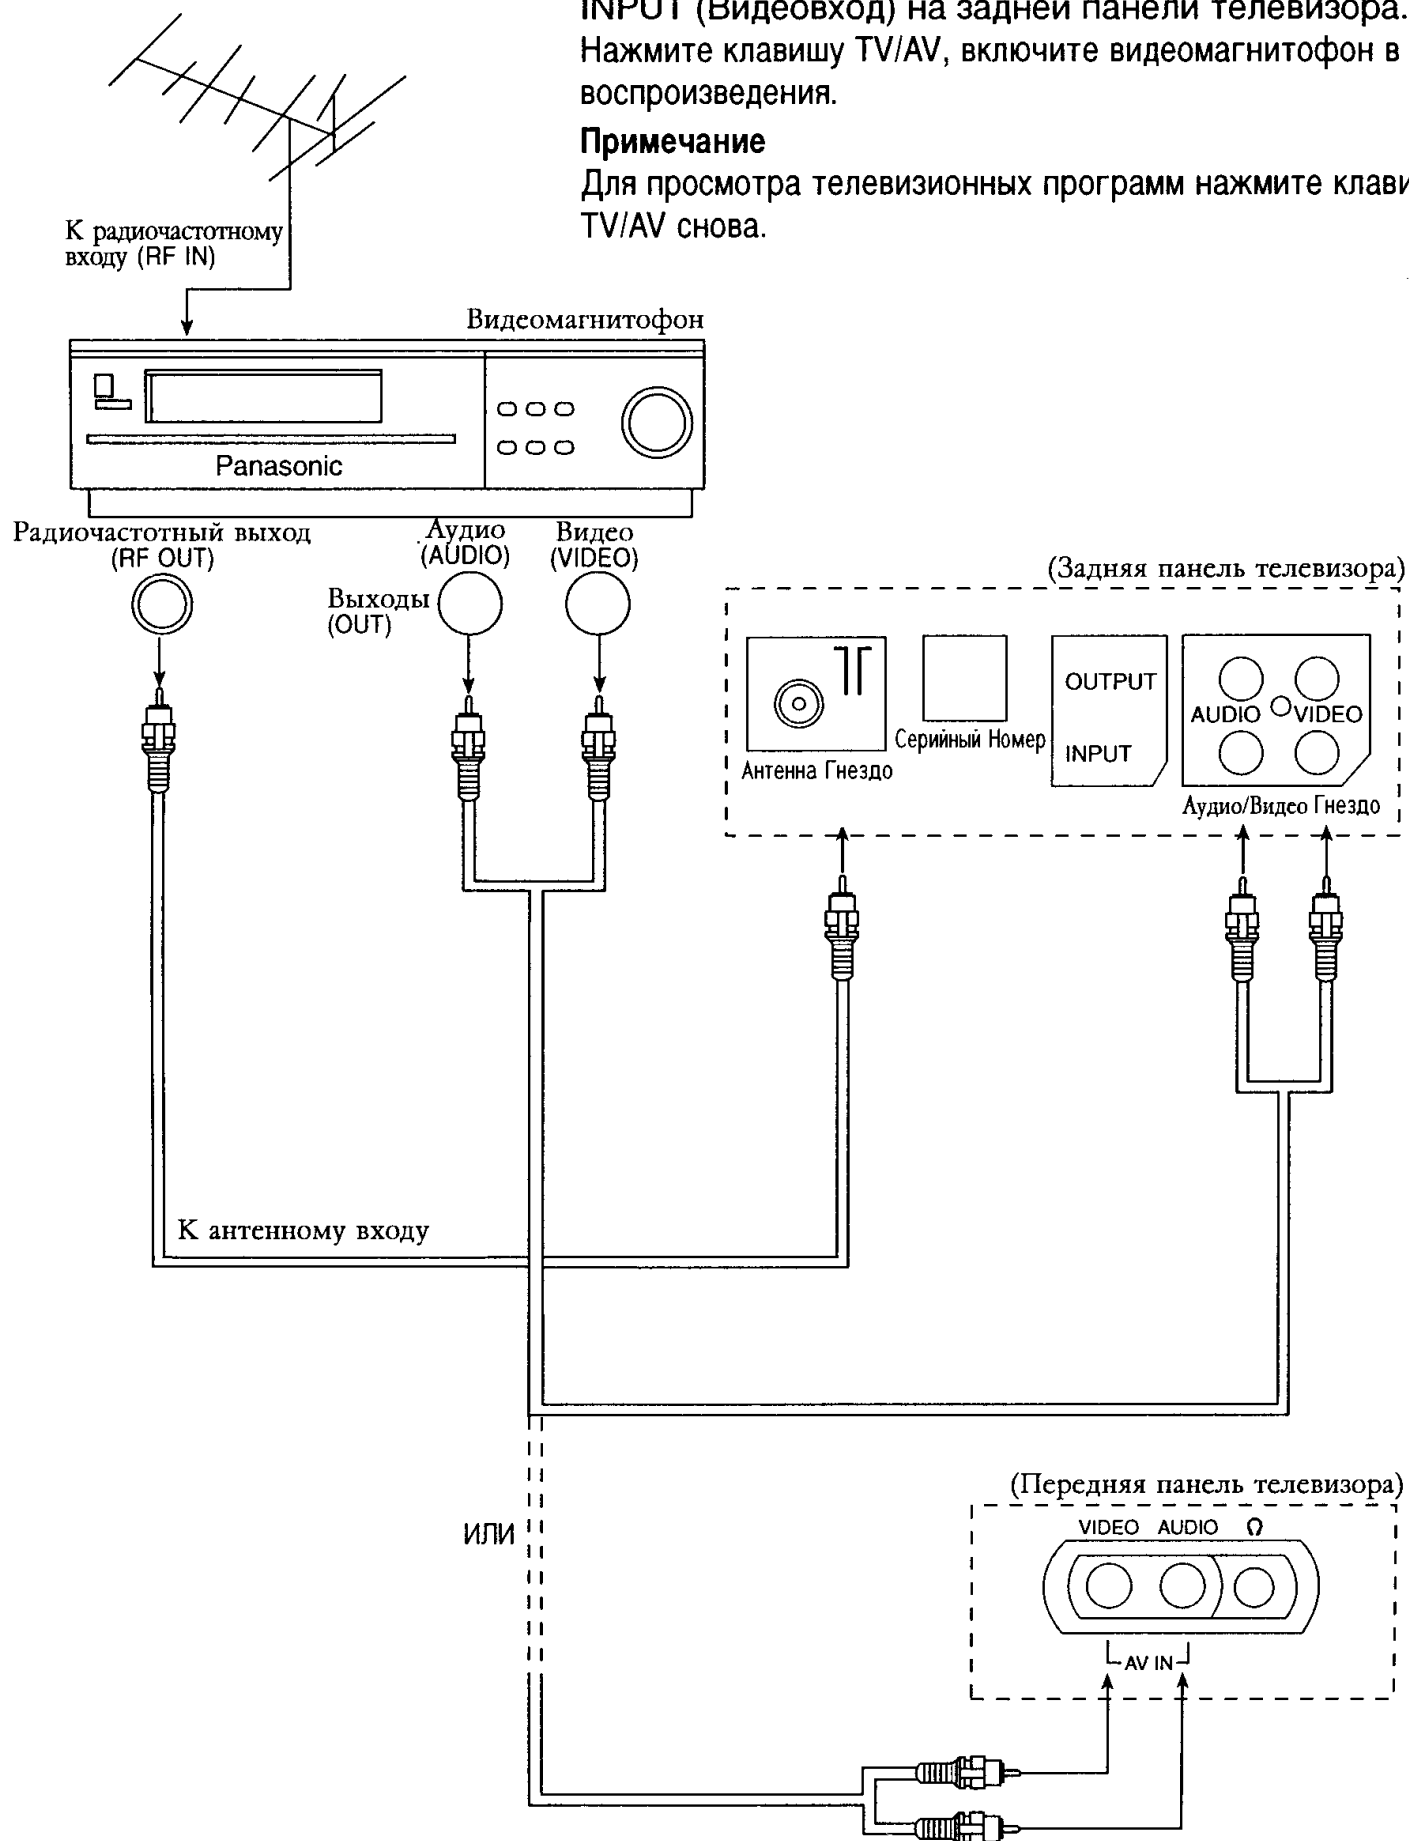 INPUT (Видеовход) на задней панели телевизора.
Нажмите клавишу TV/AV, включите видеомагнитофон в
воспроизведения.
Примечание
Для просмотра телевизионных программ нажмите
TV/AV снова.
К радиочастотному
входу (RF IN)
Видеомагнитофон
Panasonic
Радиочастотный выход
(RF OUT)
Аудио
(AUDIO)
Видео
(VIDEO)
Выходы
(OUT)
(Задняя панель телевизора)
OUTPUT
INPUT
AUDIO
VIDEO
Антенна Гнездо
Серийный Номер
Аудио/Видео Гнездо
К антенному входу
ИЛИ
(Передняя панель телевизора)
VIDEO AUDIO
AV IN